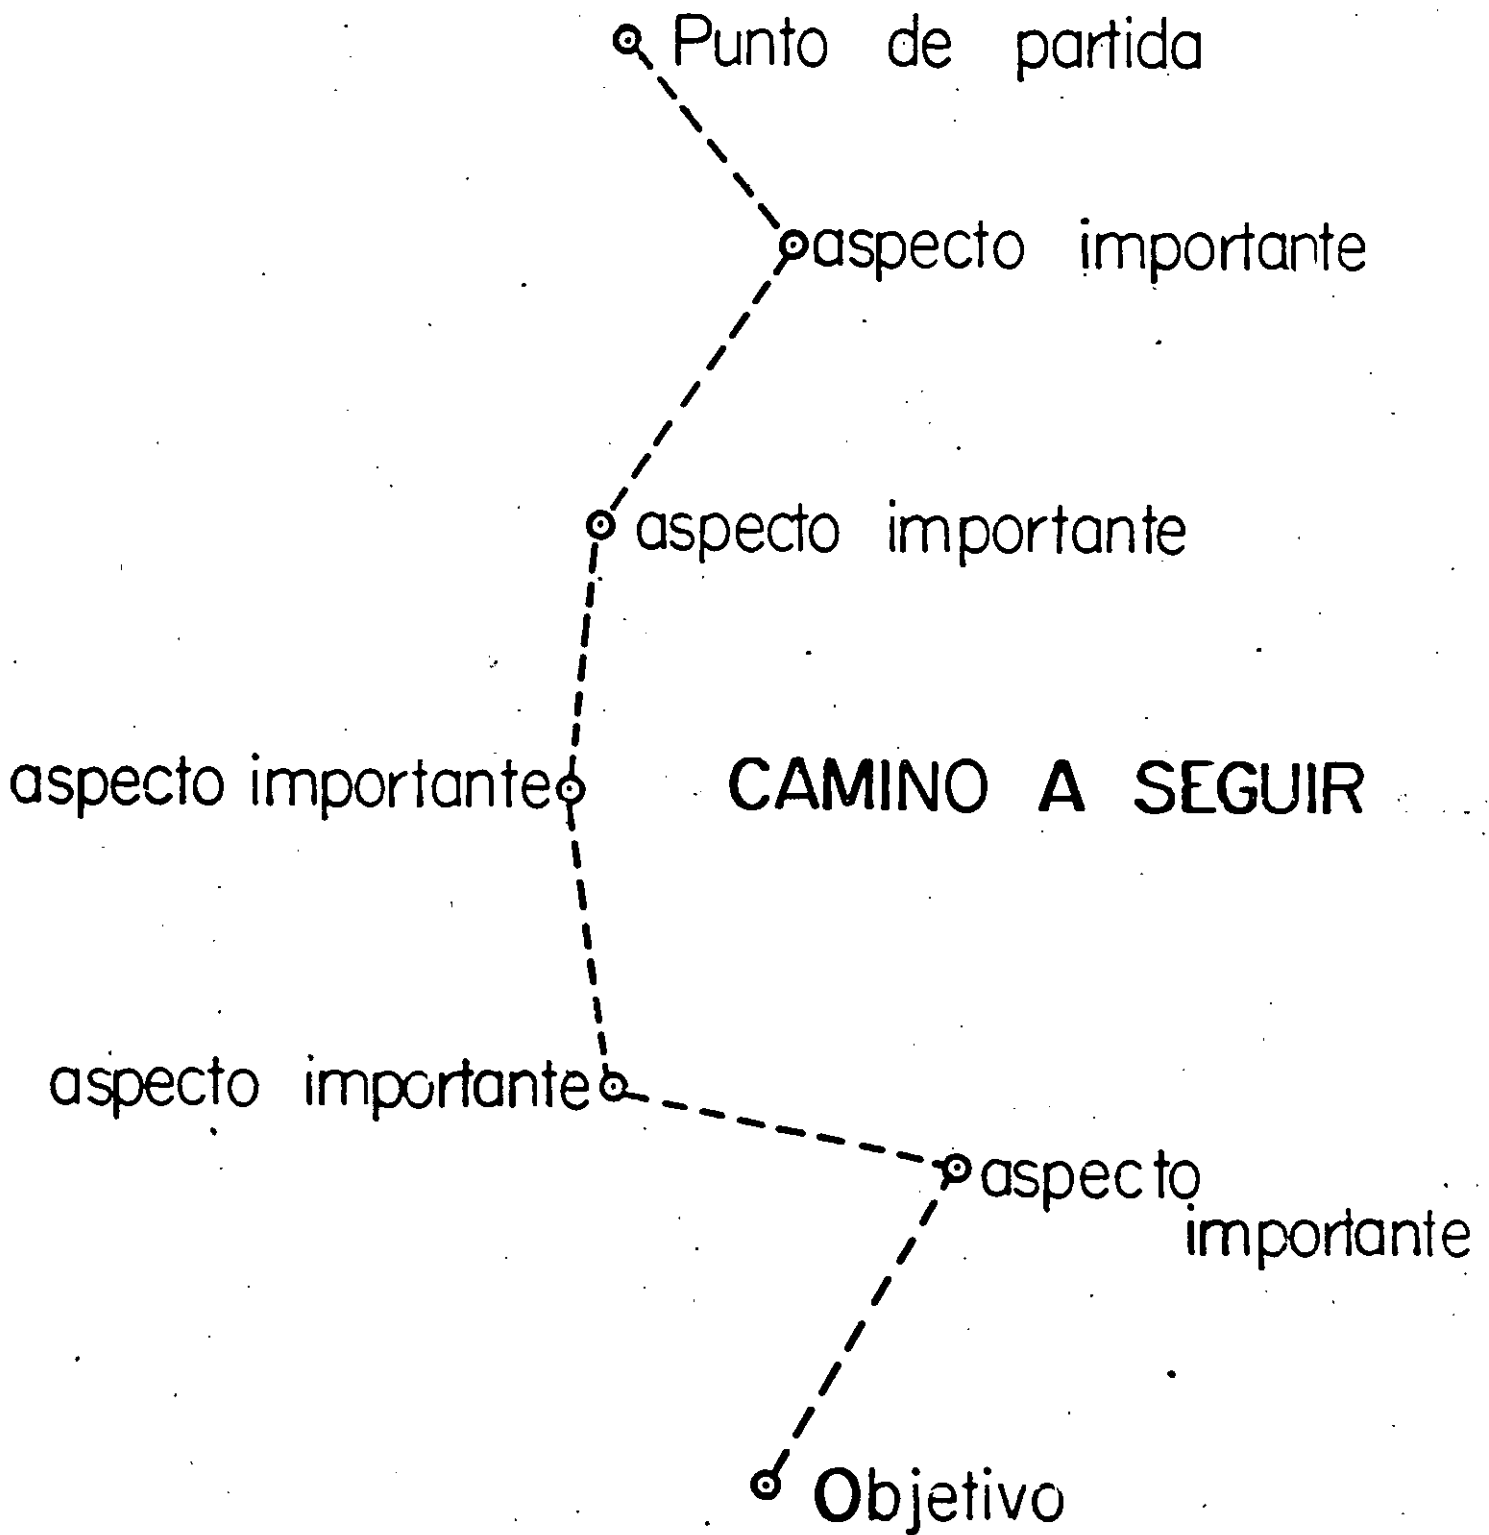 Punto de partida
aspecto importante
aspecto importante
aspecto importante
CAMINO A SEGUIR
aspecto importante
aspecto
importante
Objetivo